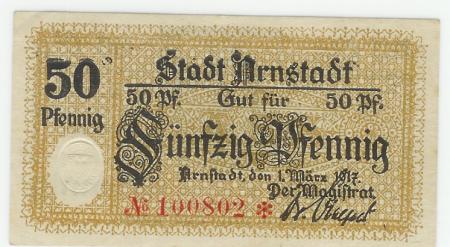 50
Pfennig
Stadt Arnstadt
50 Pf. Gut für 50 Pf.
Fünfzig Pfennig
Arnstadt, den 1. März 1917.
Der Magistrat
№ 100802 *